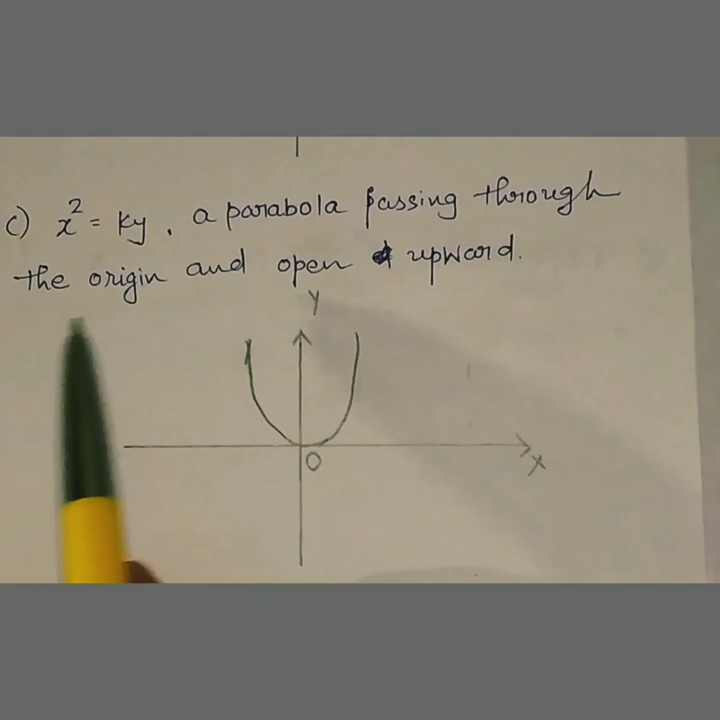 c) x² = ky, a parabola passing through
the origin and open upward.
Y
O
X